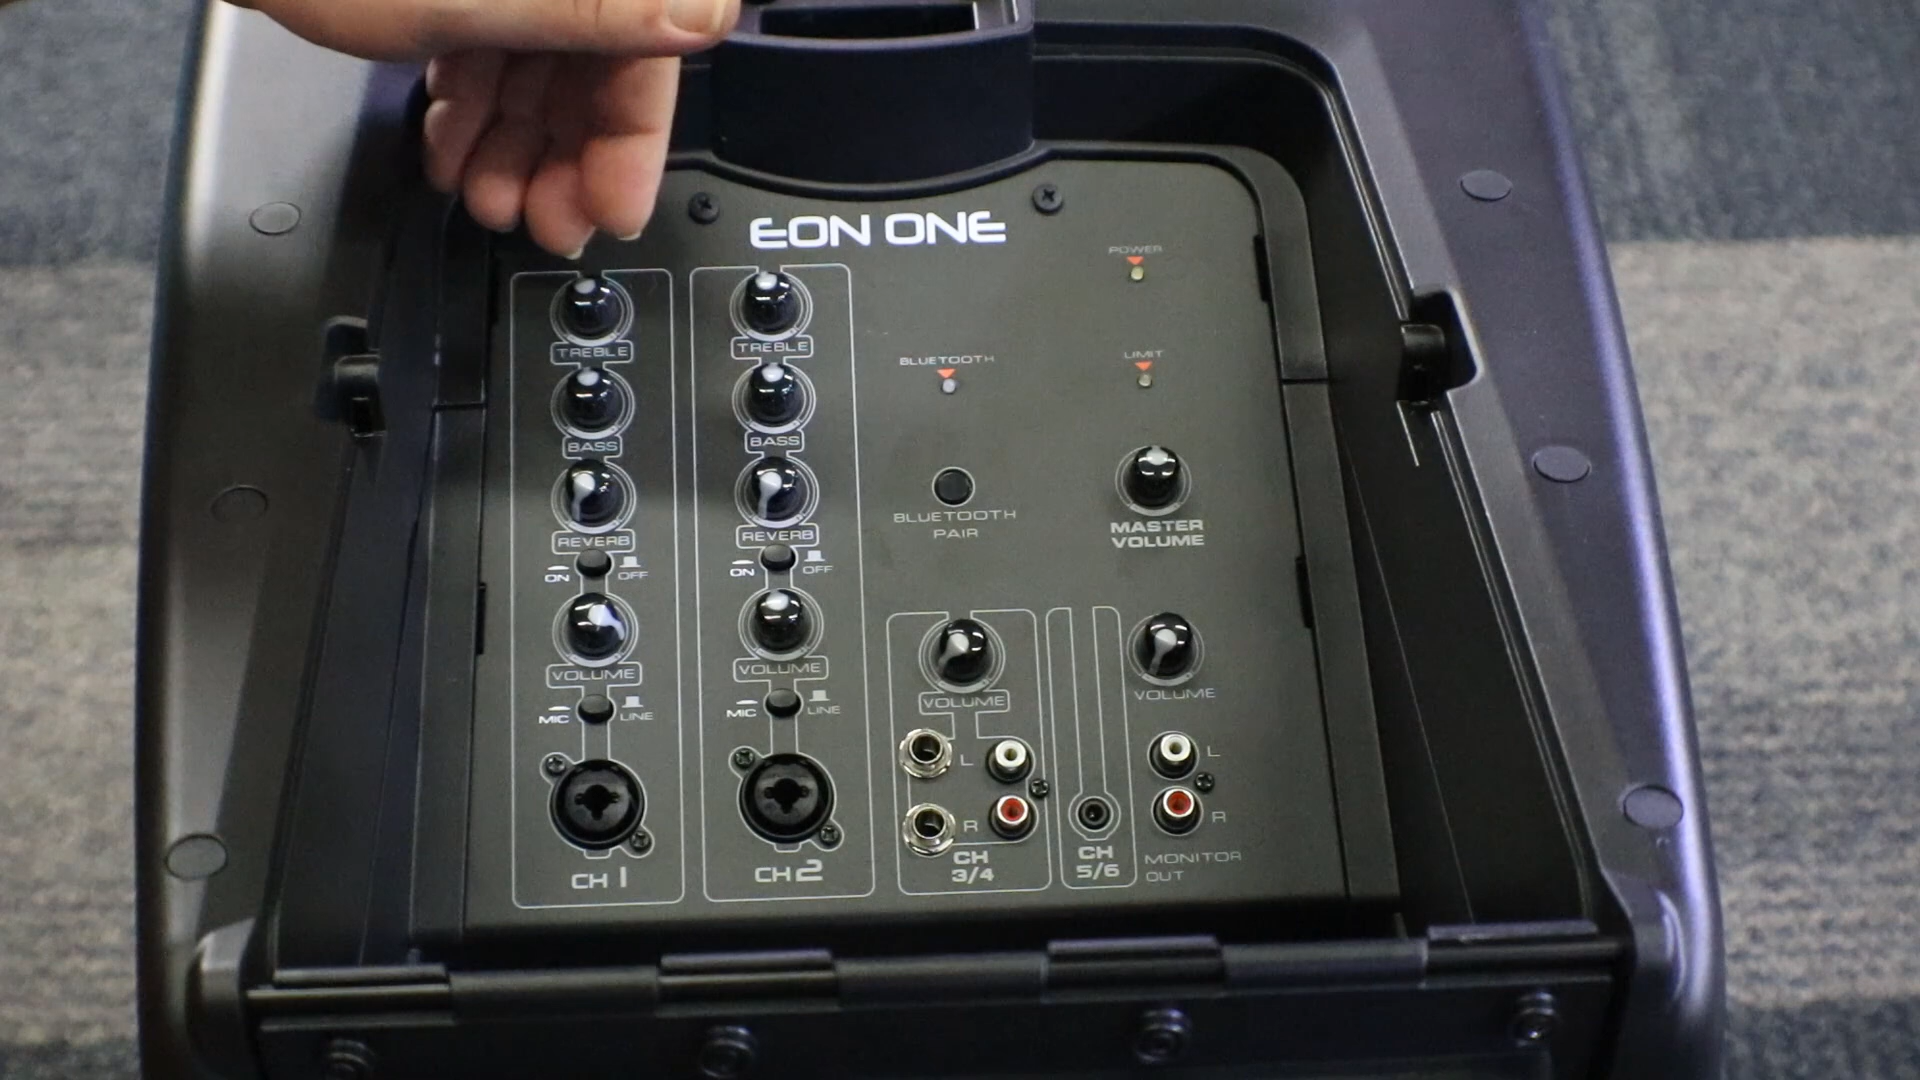 EON ONE
TREBLE
BASS
REVERB
ON OFF
VOLUME
MIC LINE
CH 1
TREBLE
BASS
REVERB
ON OFF
VOLUME
MIC LINE
CH 2
BLUETOOTH
BLUETOOTH
PAIR
POWER
LIMIT
MASTER
VOLUME
VOLUME
L
R
CH
3/4
CH
5/6
VOLUME
L
R
MONITOR
OUT